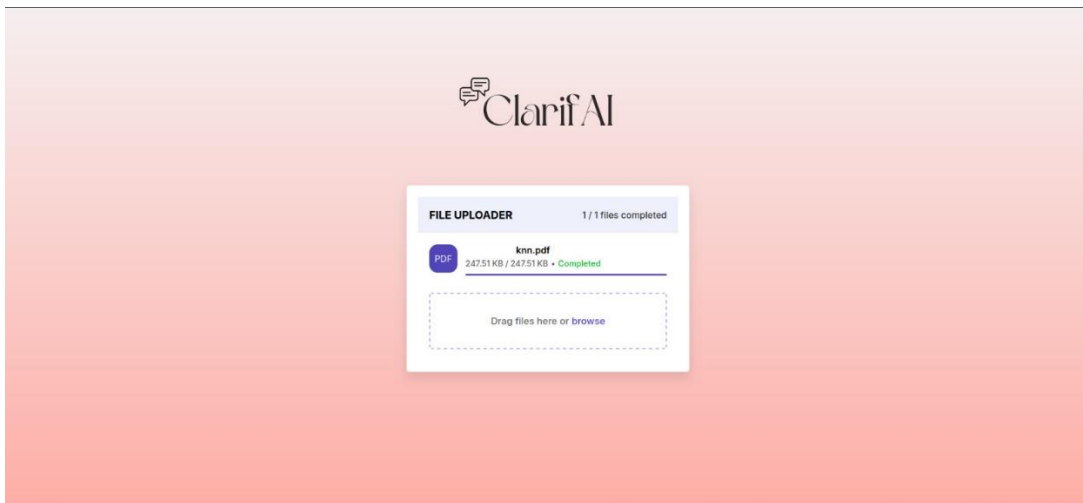 ClarifAI
FILE UPLOADER 1 / 1 files completed
PDF
knn.pdf
247.51 KB / 247.51 KB • Completed
Drag files here or browse